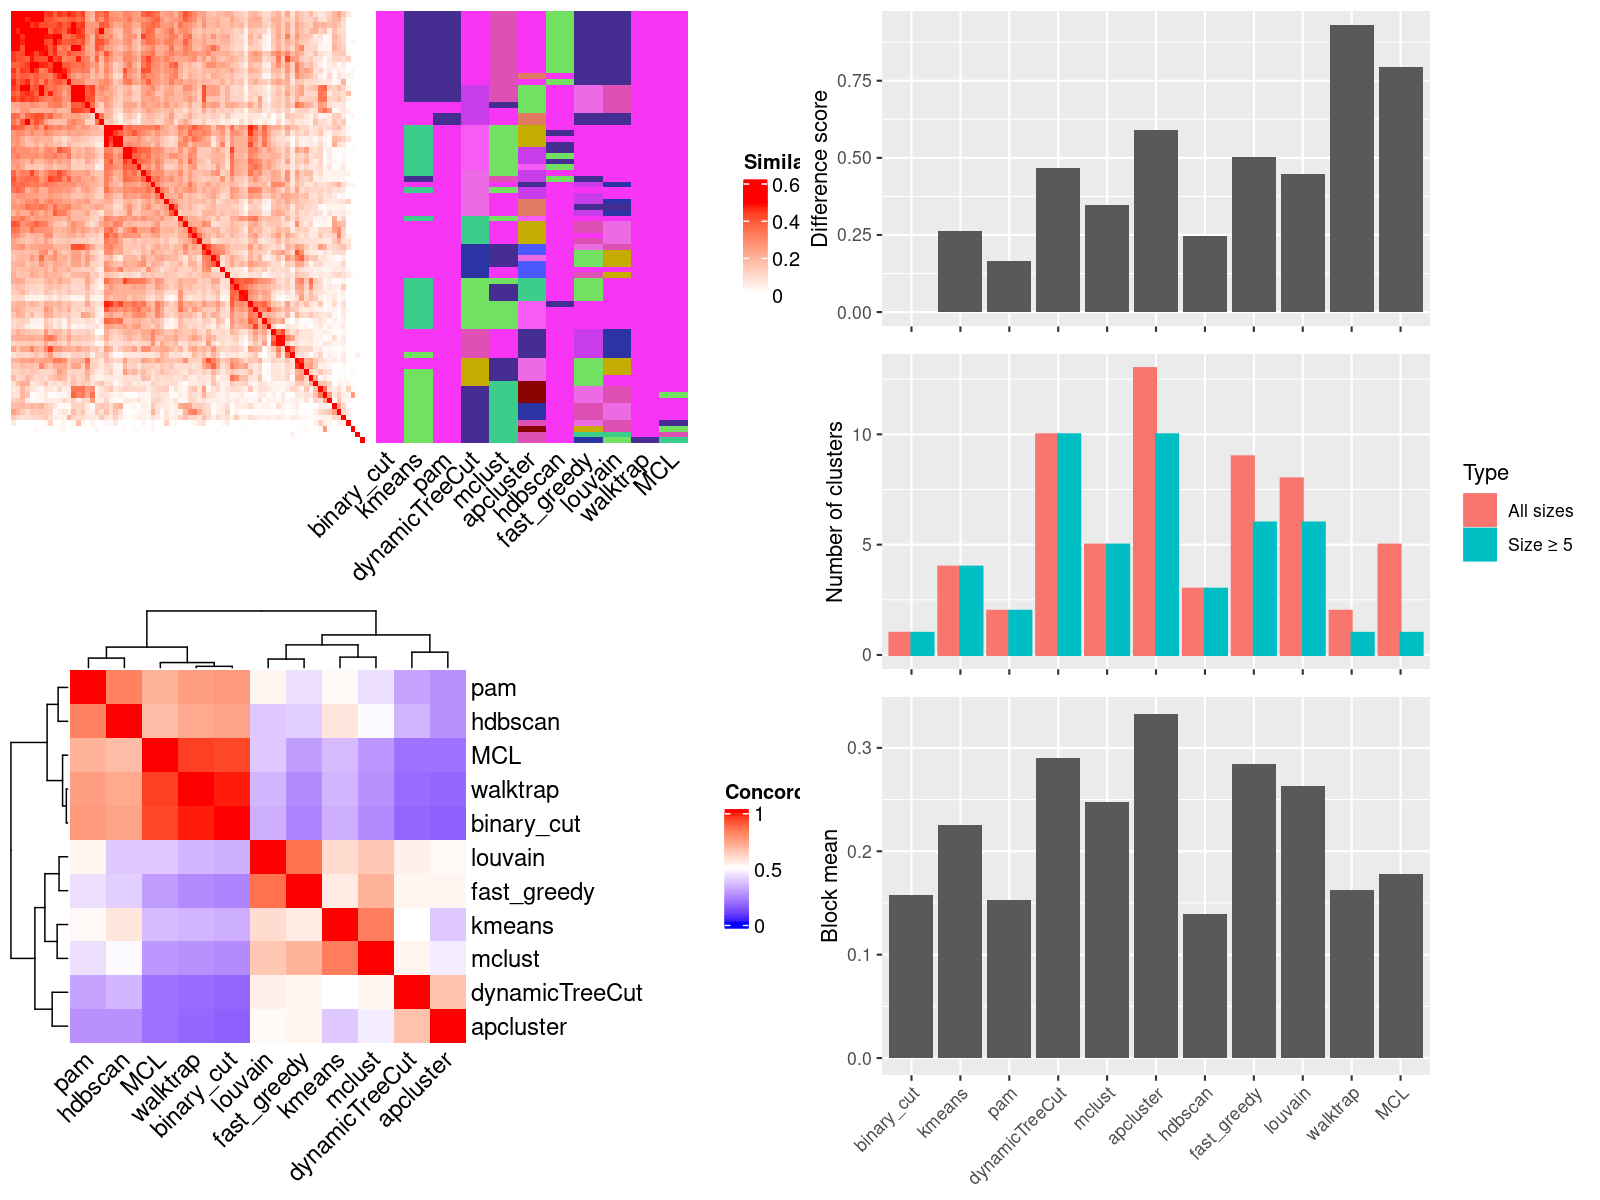 Simila
0.6
0.4
0.2
0
binary_cut
kmeans
pam
dynamicTreeCut
mclust
apcluster
hdbscan
fast_greedy
louvain
walktrap
MCL
pam
hdbscan
MCL
walktrap
binary_cut
louvain
fast_greedy
kmeans
mclust
dynamicTreeCut
apcluster
pam
hdbscan
MCL
walktrap
binary_cut
louvain
fast_greedy
kmeans
mclust
dynamicTreeCut
apcluster
Concord
1
0.5
0
Difference score
0.75
0.50
0.25
0.00
Number of clusters
10
5
0
Type
All sizes
Size ≥ 5
Block mean
0.3
0.2
0.1
0.0
binary_cut
kmeans
pam
dynamicTreeCut
mclust
apcluster
hdbscan
fast_greedy
louvain
walktrap
MCL